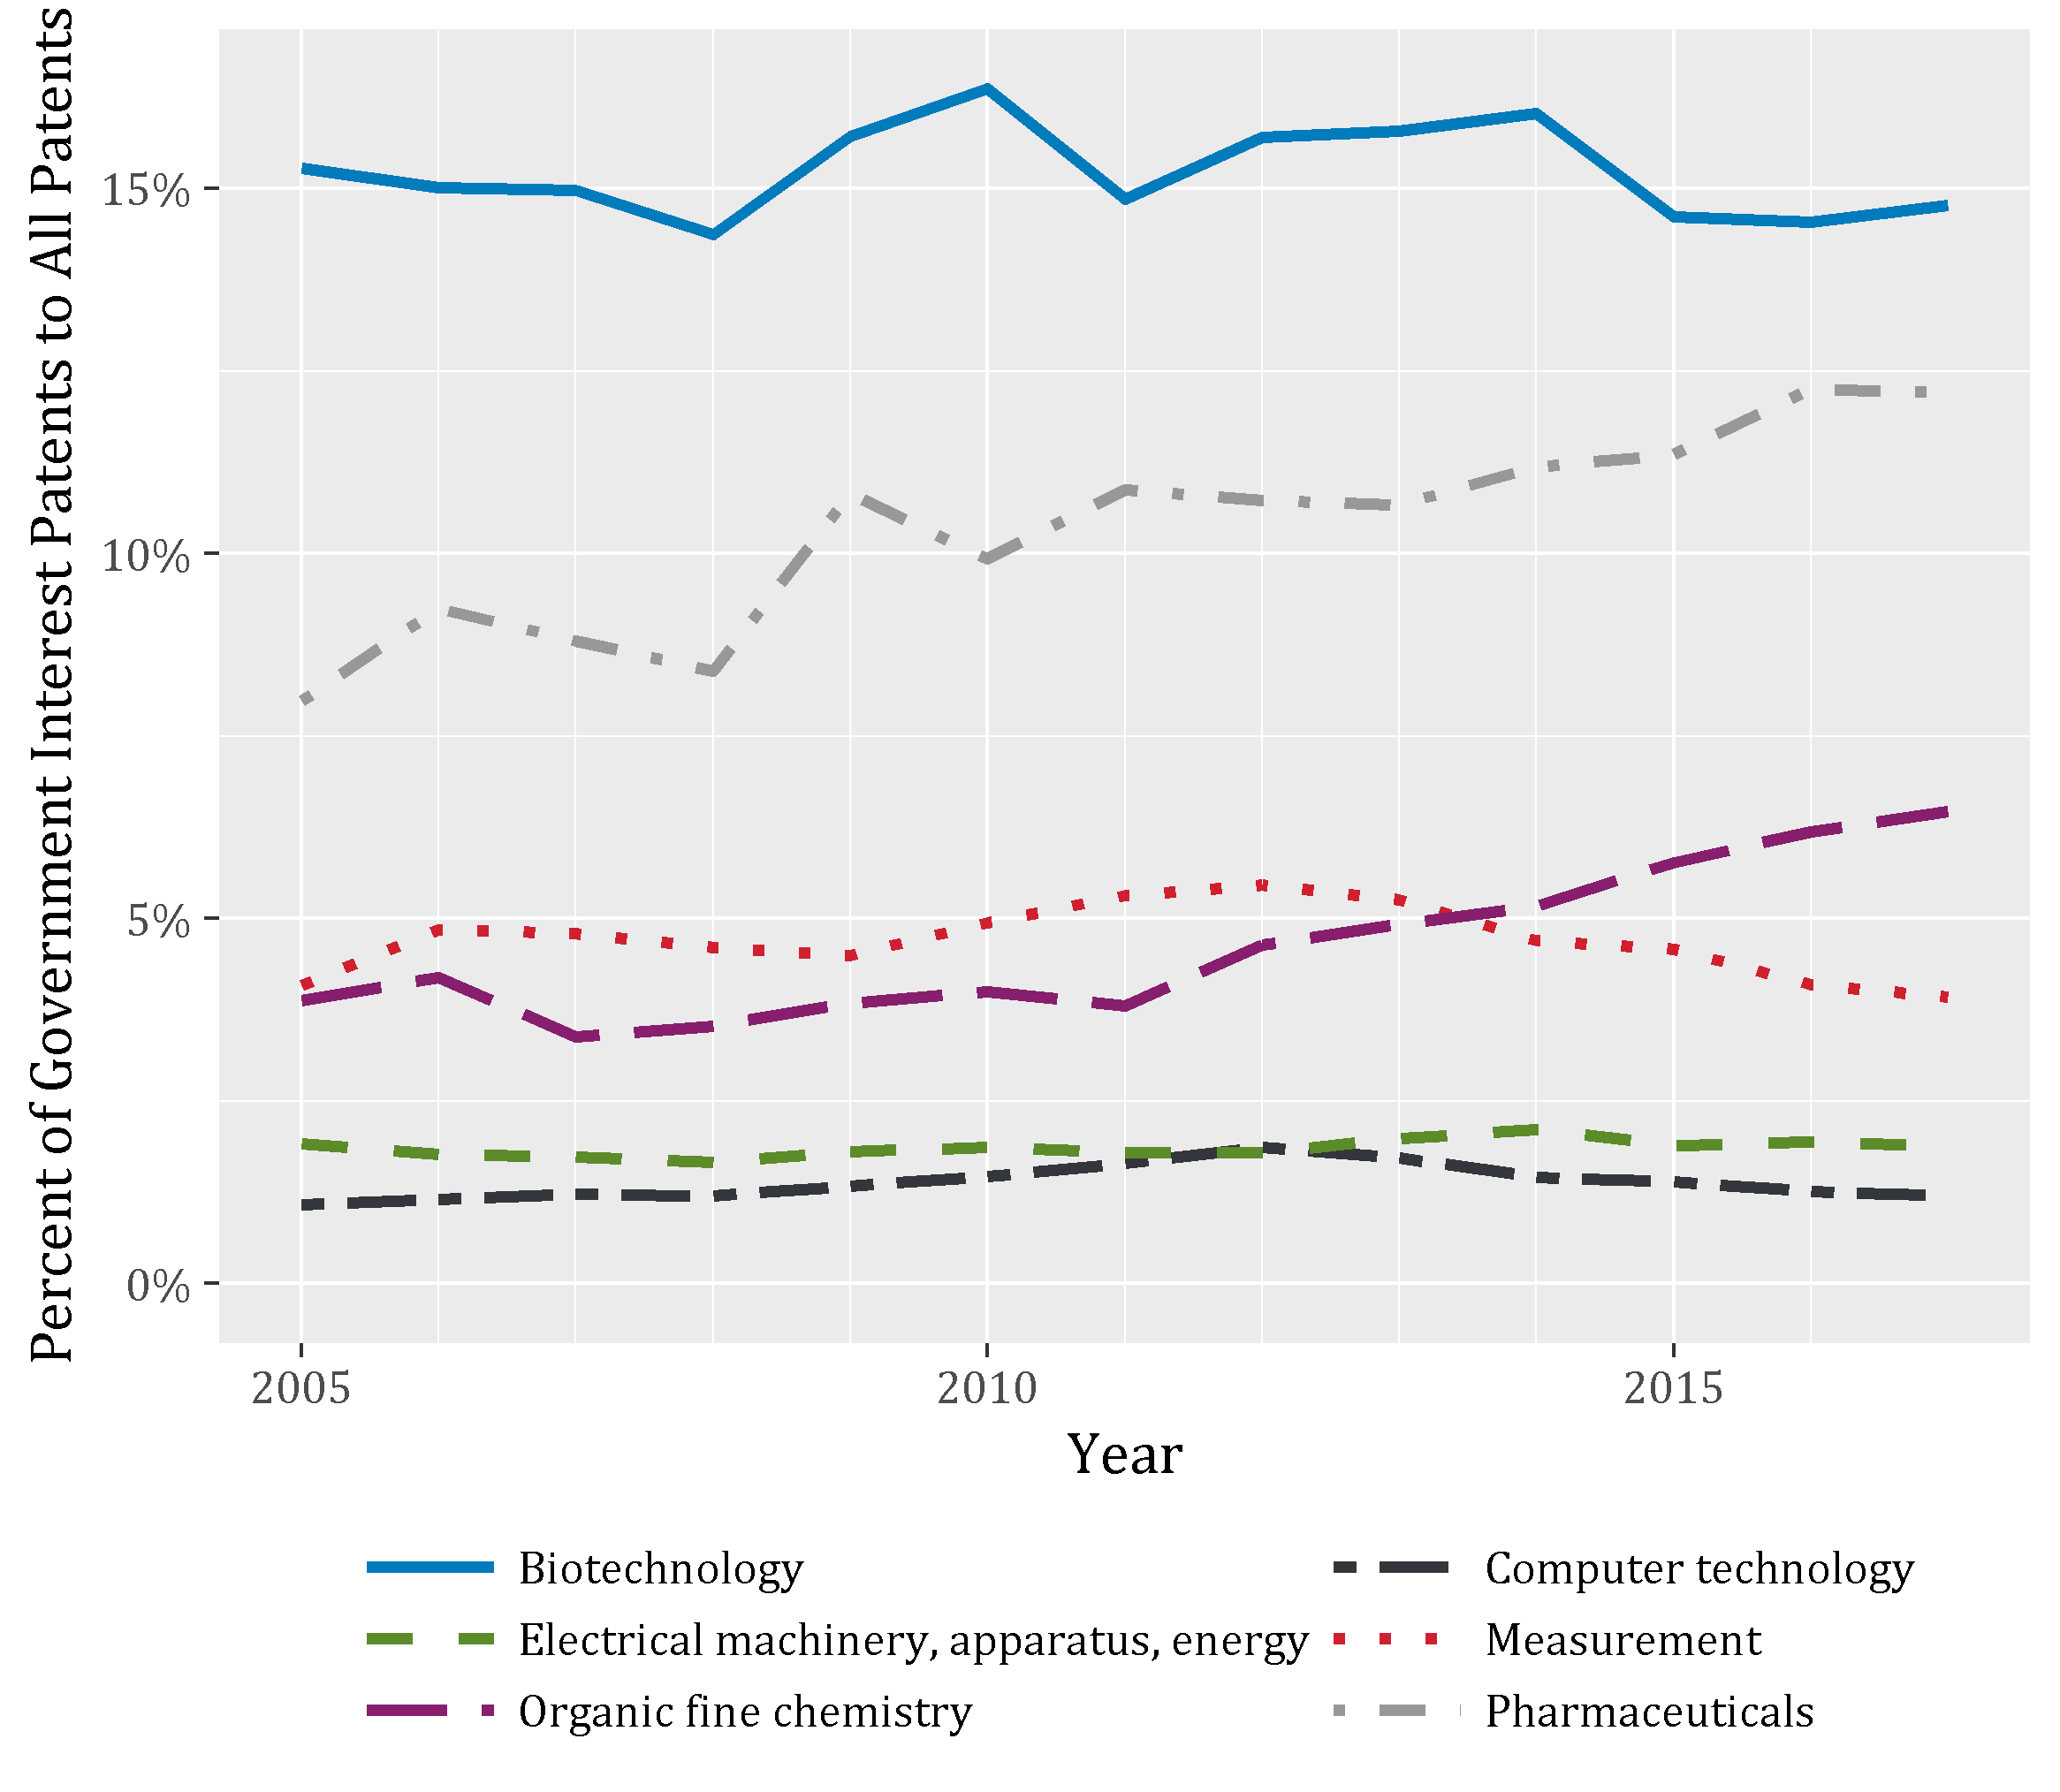 Percent of Government Interest Patents to All Patents
15%
10%
5%
0%
2005 2010 2015
Year
Biotechnology Computer technology
Electrical machinery, apparatus, energy Measurement
Organic fine chemistry Pharmaceuticals